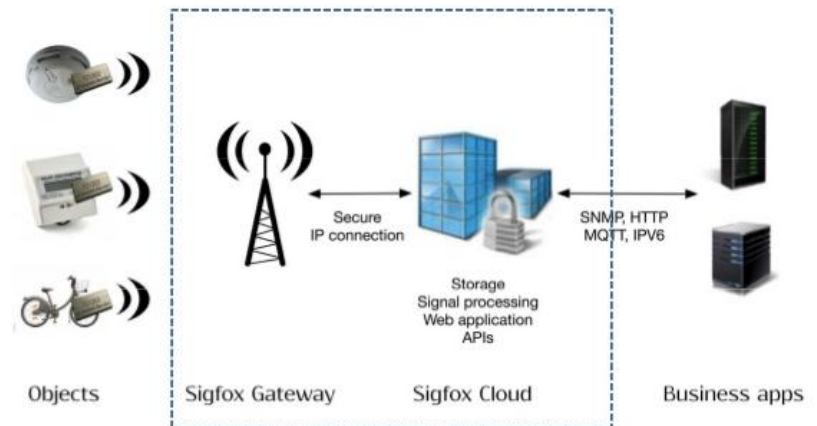 Secure
IP connection
SNMP, HTTP
MQTT, IPV6
Storage
Signal processing
Web application
APIs
Objects
Sigfox Gateway
Sigfox Cloud
Business apps